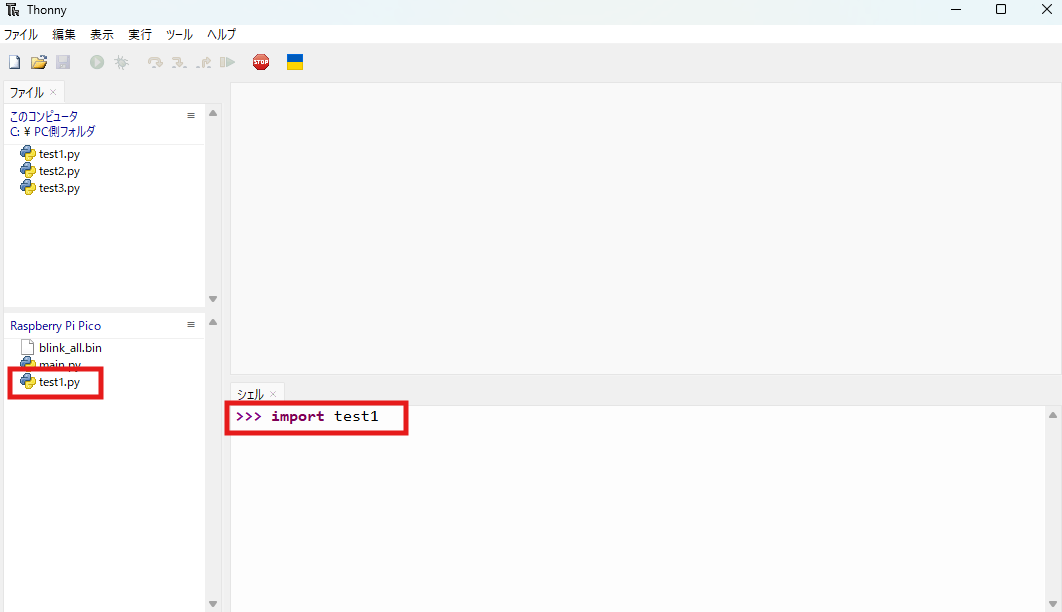 Thonny
ファイル 編集 表示 実行 ツール ヘルプ
STOP
ファイル
このコンピュータ
C: ¥ PC側フォルダ
test1.py
test2.py
test3.py
Raspberry Pi Pico
blink_all.bin
main.py
test1.py
シェル
>>> import test1